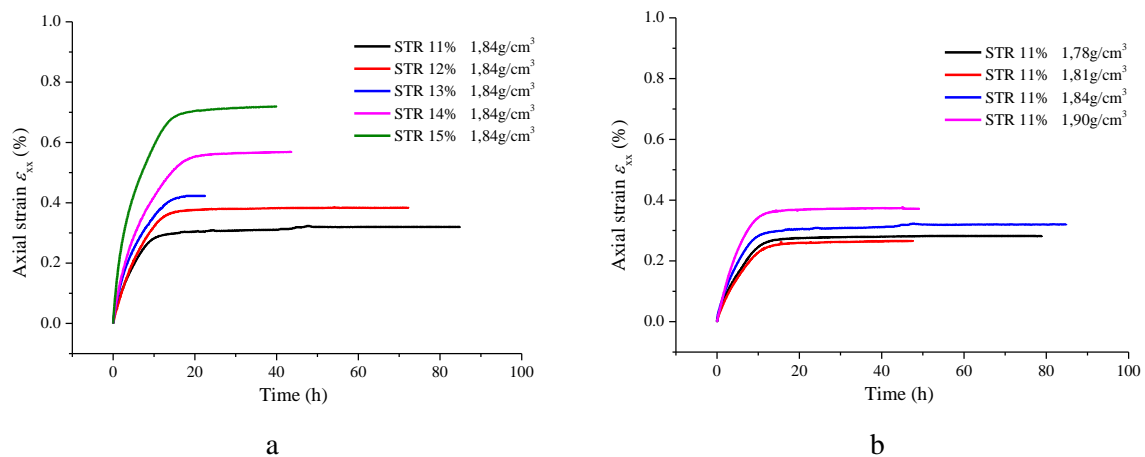 1.0
0.8
0.6
0.4
0.2
0.0
Axial strain εxx (%)
0 20 40 60 80 100
Time (h)
STR 11% 1,84g/cm³
STR 12% 1,84g/cm³
STR 13% 1,84g/cm³
STR 14% 1,84g/cm³
STR 15% 1,84g/cm³
a
1.0
0.8
0.6
0.4
0.2
0.0
Axial strain εxx (%)
0 20 40 60 80 100
Time (h)
STR 11% 1,78g/cm³
STR 11% 1,81g/cm³
STR 11% 1,84g/cm³
STR 11% 1,90g/cm³
b